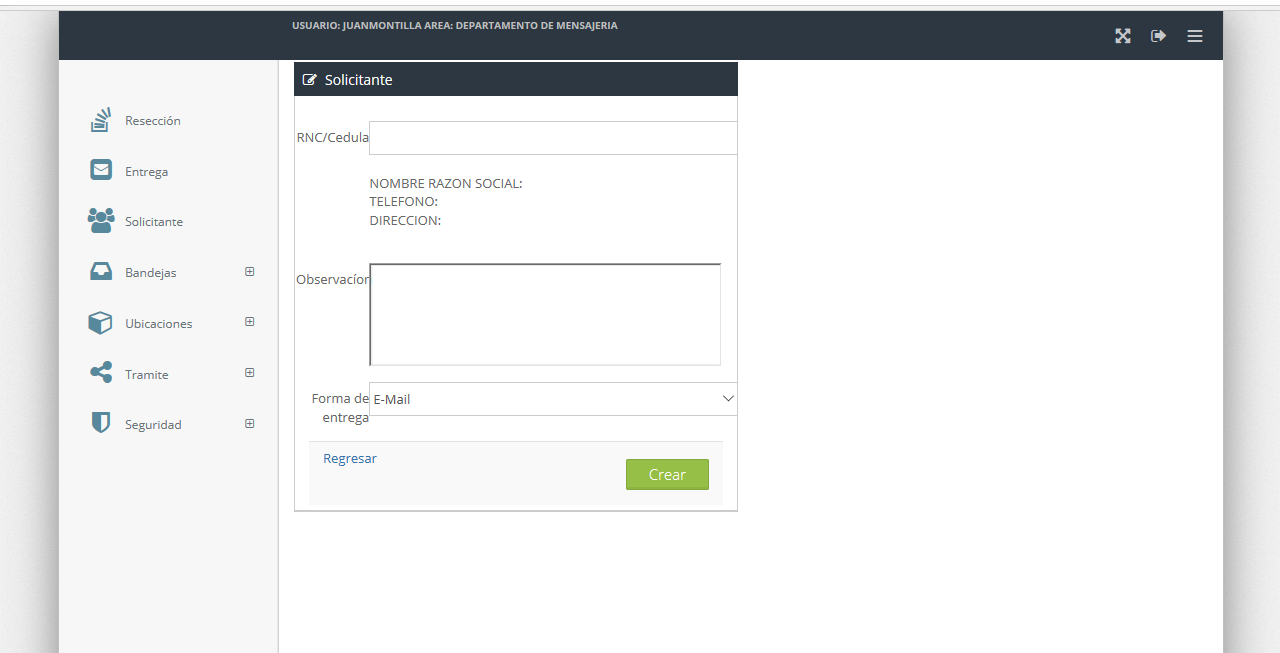 USUARIO: JUANMONTILLA AREA: DEPARTAMENTO DE MENSAJERIA
Resección
Entrega
Solicitante
Bandejas
Ubicaciones
Tramite
Seguridad
Solicitante
RNC/Cedula
NOMBRE RAZON SOCIAL:
TELEFONO:
DIRECCION:
Observacíon
Forma de
entrega
E-Mail
Regresar
Crear